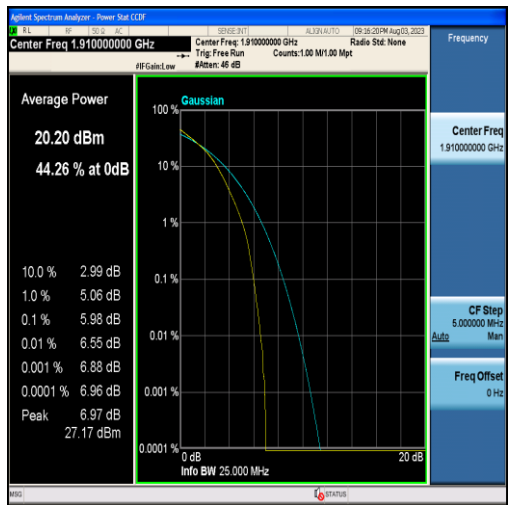 Agilent Spectrum Analyzer - Power Stat CCDF
RL RF 50 Ω AC SENSE:INT ALIGN AUTO 09:16:20 PM Aug 03, 2023
Center Freq 1.910000000 GHz
Center Freq: 1.910000000 GHz Radio Std: None
Trig: Free Run Counts:1.00 M/1.00 Mpt
#IFGain:Low #Atten: 46 dB
Frequency
Average Power
20.20 dBm
44.26 % at 0dB
10.0 % 2.99 dB
1.0 % 5.06 dB
0.1 % 5.98 dB
0.01 % 6.55 dB
0.001 % 6.88 dB
0.0001 % 6.96 dB
Peak 6.97 dB
27.17 dBm
Gaussian
100 %
10 %
1 %
0.1 %
0.01 %
0.001 %
0.0001 %
0 dB 20 dB
Info BW 25.000 MHz
Center Freq
1.910000000 GHz
CF Step
5.000000 MHz
Auto Man
Freq Offset
0 Hz
MSG STATUS